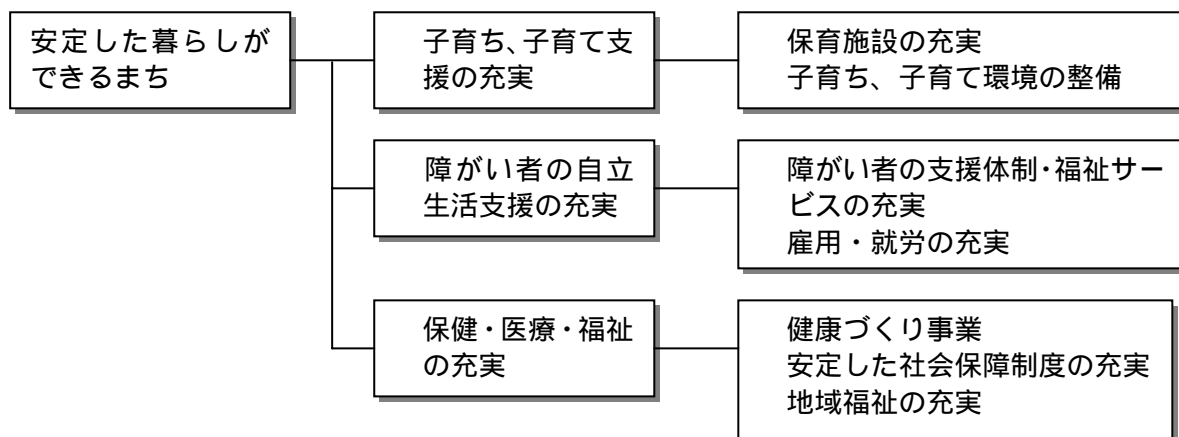 安定した暮らしが
できるまち
子育ち、子育て支
援の充実
保育施設の充実
子育ち、子育て環境の整備
障がい者の自立
生活支援の充実
障がい者の支援体制・福祉サー
ビスの充実
雇用・就労の充実
保健・医療・福祉
の充実
健康づくり事業
安定した社会保障制度の充実
地域福祉の充実